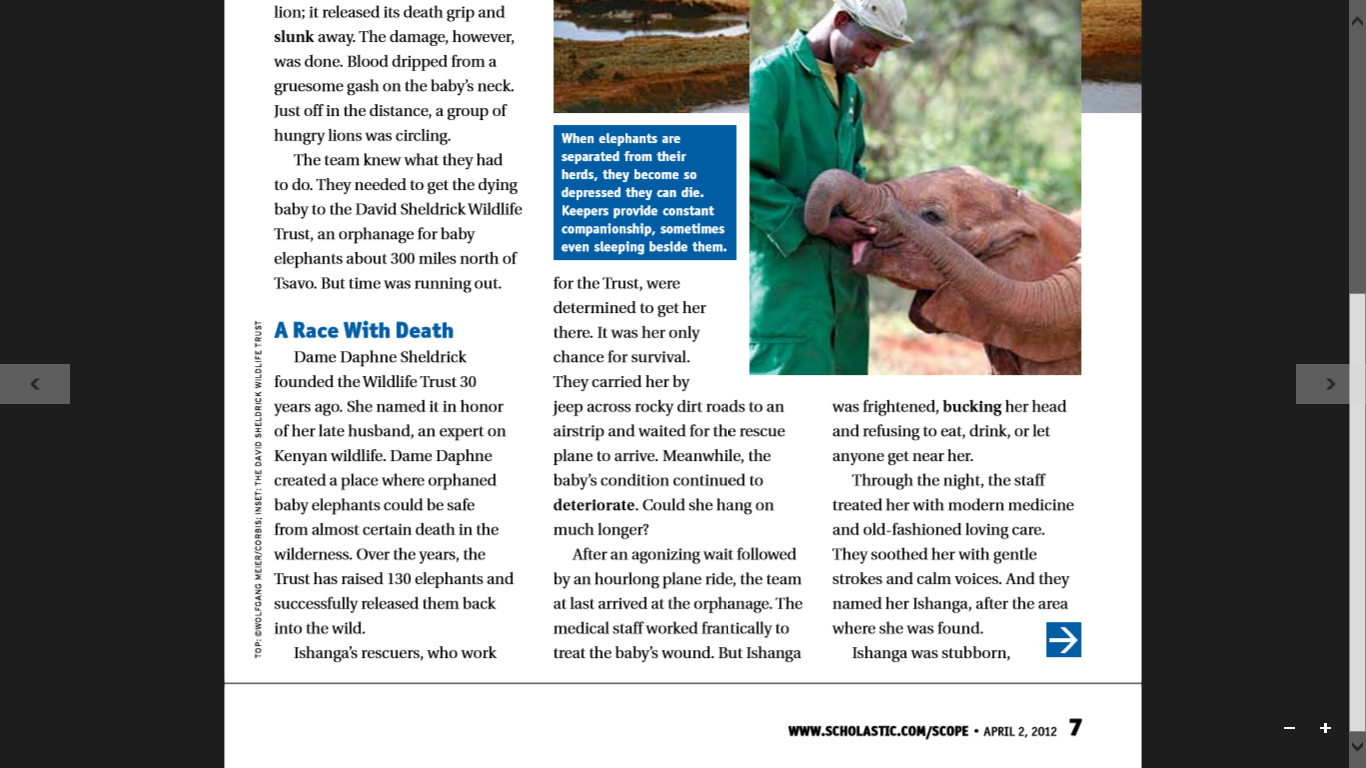 lion; it released its death grip and
slunk away. The damage, however,
was done. Blood dripped from a
gruesome gash on the baby's neck.
Just off in the distance, a group of
hungry lions was circling.
The team knew what they had
to do. They needed to get the dying
baby to the David Sheldrick Wildlife
Trust, an orphanage for baby
elephants about 300 miles north of
Tsavo. But time was running out.
A Race With Death
Dame Daphne Sheldrick
founded the Wildlife Trust 30
years ago. She named it in honor
of her late husband, an expert on
Kenyan wildlife. Dame Daphne
created a place where orphaned
baby elephants could be safe
from almost certain death in the
wilderness. Over the years, the
Trust has raised 130 elephants and
successfully released them back
into the wild.
Ishanga's rescuers, who work
TOP: ©WOLFGANG MEIER/CORBIS; INSET: THE DAVID SHELDRICK WILDLIFE TRUST
When elephants are
separated from their
herds, they become so
depressed they can die.
Keepers provide constant
companionship, sometimes
even sleeping beside them.
for the Trust, were
determined to get her
there. It was her only
chance for survival.
They carried her by
jeep across rocky dirt roads to an
airstrip and waited for the rescue
plane to arrive. Meanwhile, the
baby's condition continued to
deteriorate. Could she hang on
much longer?
After an agonizing wait followed
by an hourlong plane ride, the team
at last arrived at the orphanage. The
medical staff worked frantically to
treat the baby's wound. But Ishanga
was frightened, bucking her head
and refusing to eat, drink, or let
anyone get near her.
Through the night, the staff
treated her with modern medicine
and old-fashioned loving care.
They soothed her with gentle
strokes and calm voices. And they
named her Ishanga, after the area
where she was found.
Ishanga was stubborn,
WWW.SCHOLASTIC.COM/SCOPE • APRIL 2, 2012 7